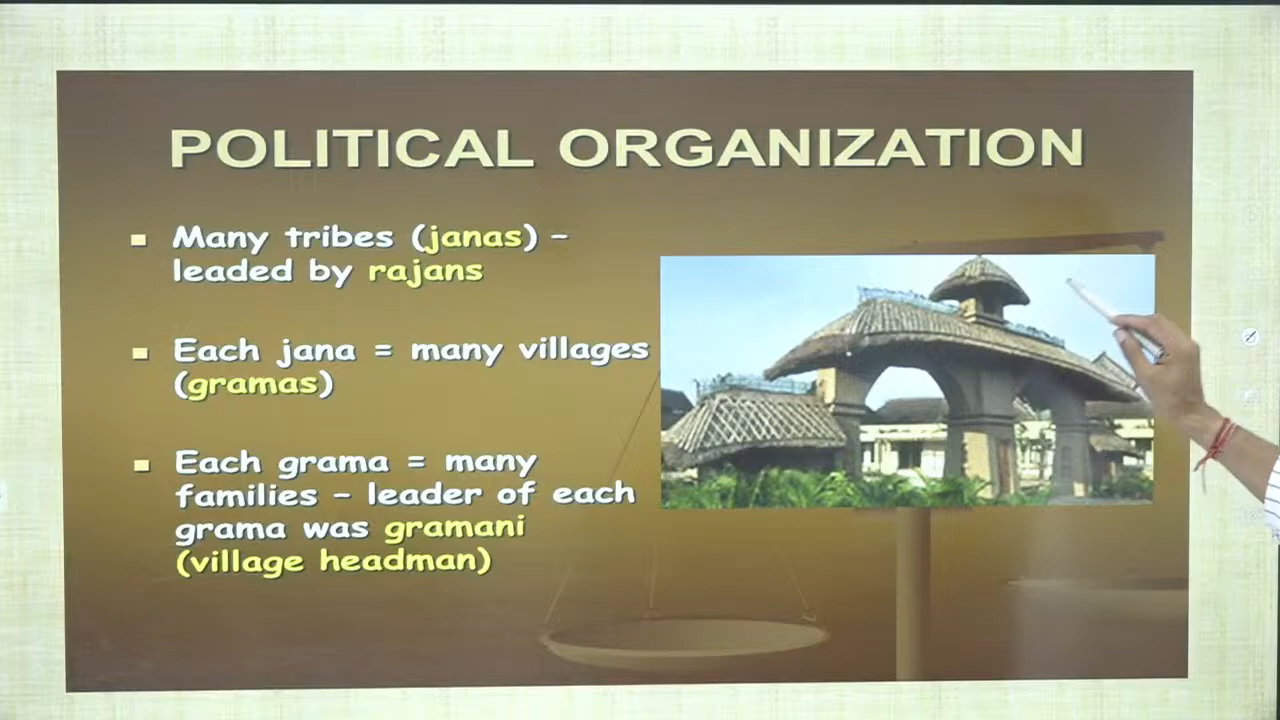 POLITICAL ORGANIZATION
Many tribes (janas) –
leaded by rajans
Each jana = many villages
(gramas)
Each grama = many
families – leader of each
grama was gramani
(village headman)